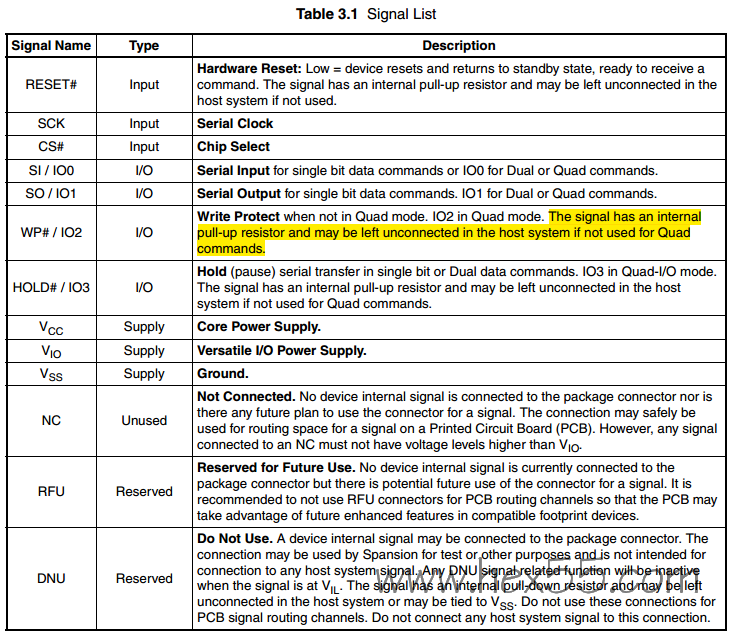 Table 3.1 Signal List
Signal Name Type Description
RESET# Input Hardware Reset: Low = device resets and returns to standby state, ready to receive a
command. The signal has an internal pull-up resistor and may be left unconnected in the
host system if not used.
SCK Input Serial Clock
CS# Input Chip Select
SI / IO0 I/O Serial Input for single bit data commands or IO0 for Dual or Quad commands.
SO / IO1 I/O Serial Output for single bit data commands. IO1 for Dual or Quad commands.
WP# / IO2 I/O Write Protect when not in Quad mode. IO2 in Quad mode. The signal has an internal
pull-up resistor and may be left unconnected in the host system if not used for Quad
commands.
HOLD# / IO3 I/O Hold (pause) serial transfer in single bit or Dual data commands. IO3 in Quad-I/O mode.
The signal has an internal pull-up resistor and may be left unconnected in the host
system if not used for Quad commands.
VCC Supply Core Power Supply.
VIO Supply Versatile I/O Power Supply.
VSS Supply Ground.
NC Unused Not Connected. No device internal signal is connected to the package connector nor is
there any future plan to use the connector for a signal. The connection may safely be
used for routing space for a signal on a Printed Circuit Board (PCB). However, any signal
connected to an NC must not have voltage levels higher than VIO.
RFU Reserved Reserved for Future Use. No device internal signal is currently connected to the
package connector but there is potential future use of the connector for a signal. It is
recommended to not use RFU connectors for PCB routing channels so that the PCB may
take advantage of future enhanced features in compatible footprint devices.
DNU Reserved Do Not Use. A device internal signal may be connected to the package connector. The
connection may be used by Spansion for test or other purposes and is not intended for
connection to any host system signal. Any DNU signal related function will be inactive
when the signal is at VIL. The signal has an internal pull-down resistor and may be left
unconnected in the host system or may be tied to VSS. Do not use these connections for
PCB signal routing channels. Do not connect any host system signal to this connection.
www.hex55.com